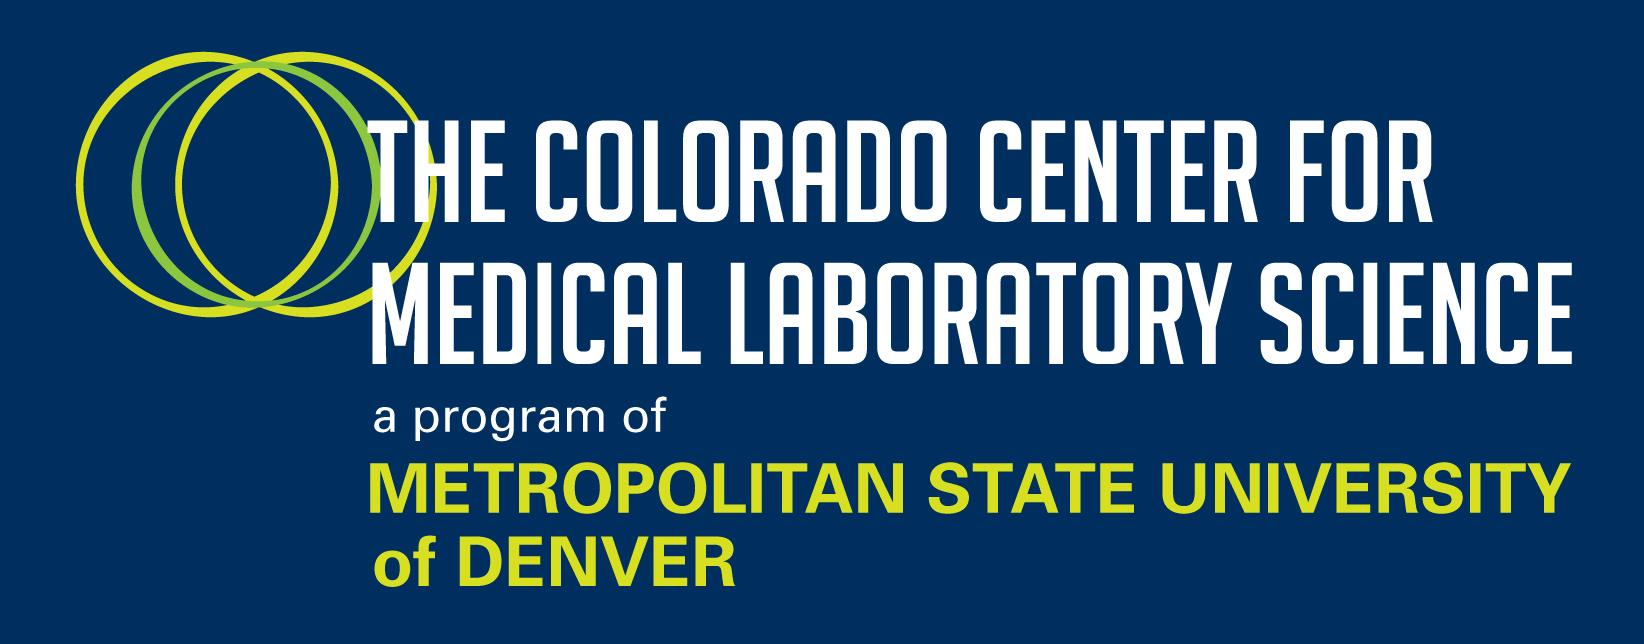 THE COLORADO CENTER FOR
MEDICAL LABORATORY SCIENCE
a program of
METROPOLITAN STATE UNIVERSITY
of DENVER